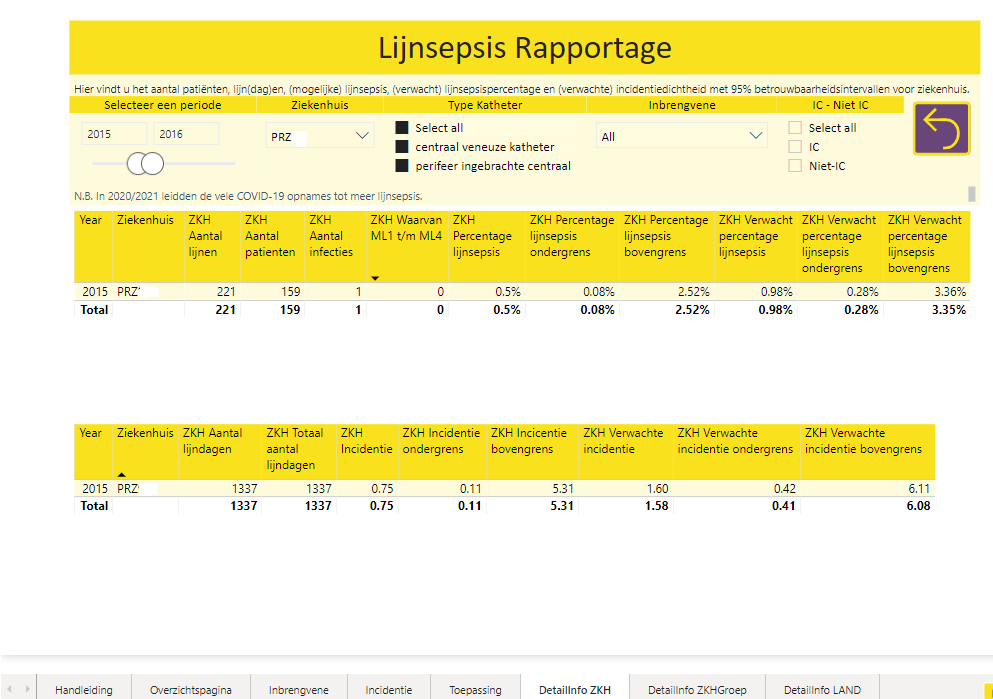 Lijnsepsis Rapportage
Hier vindt u het aantal patiënten, lijn(dag)en, (mogelijke) lijnsepsis, (verwacht) lijnsepsispercentage en (verwachte) incidentiedichtheid met 95% betrouwbaarheidsintervallen voor ziekenhuis.
Selecteer een periode Ziekenhuis Type Katheter Inbrengvene IC - Niet IC
2015 2016 PRZ Select all All Select all
centraal veneuze katheter IC
perifeer ingebrachte centraal Niet-IC
N.B. In 2020/2021 leidden de vele COVID-19 opnames tot meer lijnsepsis.
Year Ziekenhuis ZKH ZKH ZKH ZKH Waarvan ZKH ZKH Percentage ZKH Percentage ZKH Verwacht ZKH Verwacht ZKH Verwacht
Aantal Aantal Aantal ML1 t/m ML4 Percentage lijnsepsis lijnsepsis percentage percentage percentage
lijnen patienten infecties lijnsepsis ondergrens bovengrens lijnsepsis lijnsepsis lijnsepsis
ondergrens bovengrens
2015 PRZ 221 159 1 0 0.5% 0.08% 2.52% 0.98% 0.28% 3.36%
Total 221 159 1 0 0.5% 0.08% 2.52% 0.98% 0.28% 3.35%
Year Ziekenhuis ZKH Aantal ZKH Totaal ZKH ZKH Incidentie ZKH Incicentie ZKH Verwachte ZKH Verwachte ZKH Verwachte
lijndagen aantal Incidentie ondergrens bovengrens incidentie incidentie ondergrens incidentie bovengrens
lijndagen
2015 PRZ 1337 1337 0.75 0.11 5.31 1.60 0.42 6.11
Total 1337 1337 0.75 0.11 5.31 1.58 0.41 6.08
Handleiding Overzichtspagina Inbrengvene Incidentie Toepassing DetailInfo ZKH DetailInfo ZKHGroep DetailInfo LAND